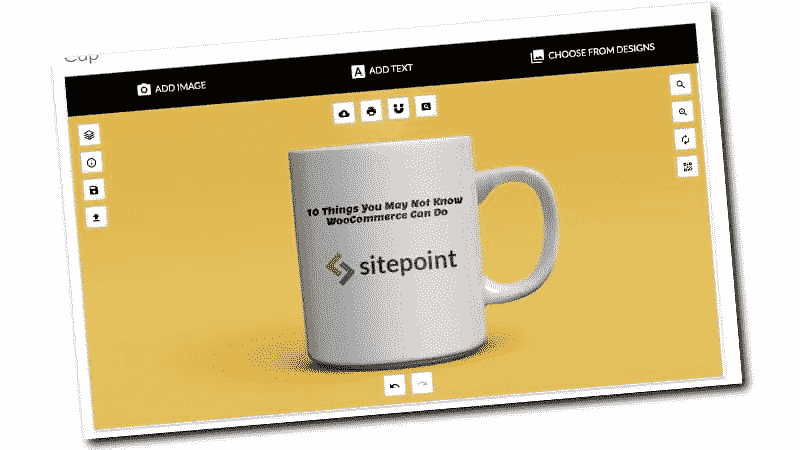 Cup
ADD IMAGE
ADD TEXT
CHOOSE FROM DESIGNS
10 Things You May Not Know
WooCommerce Can Do
sitepoint